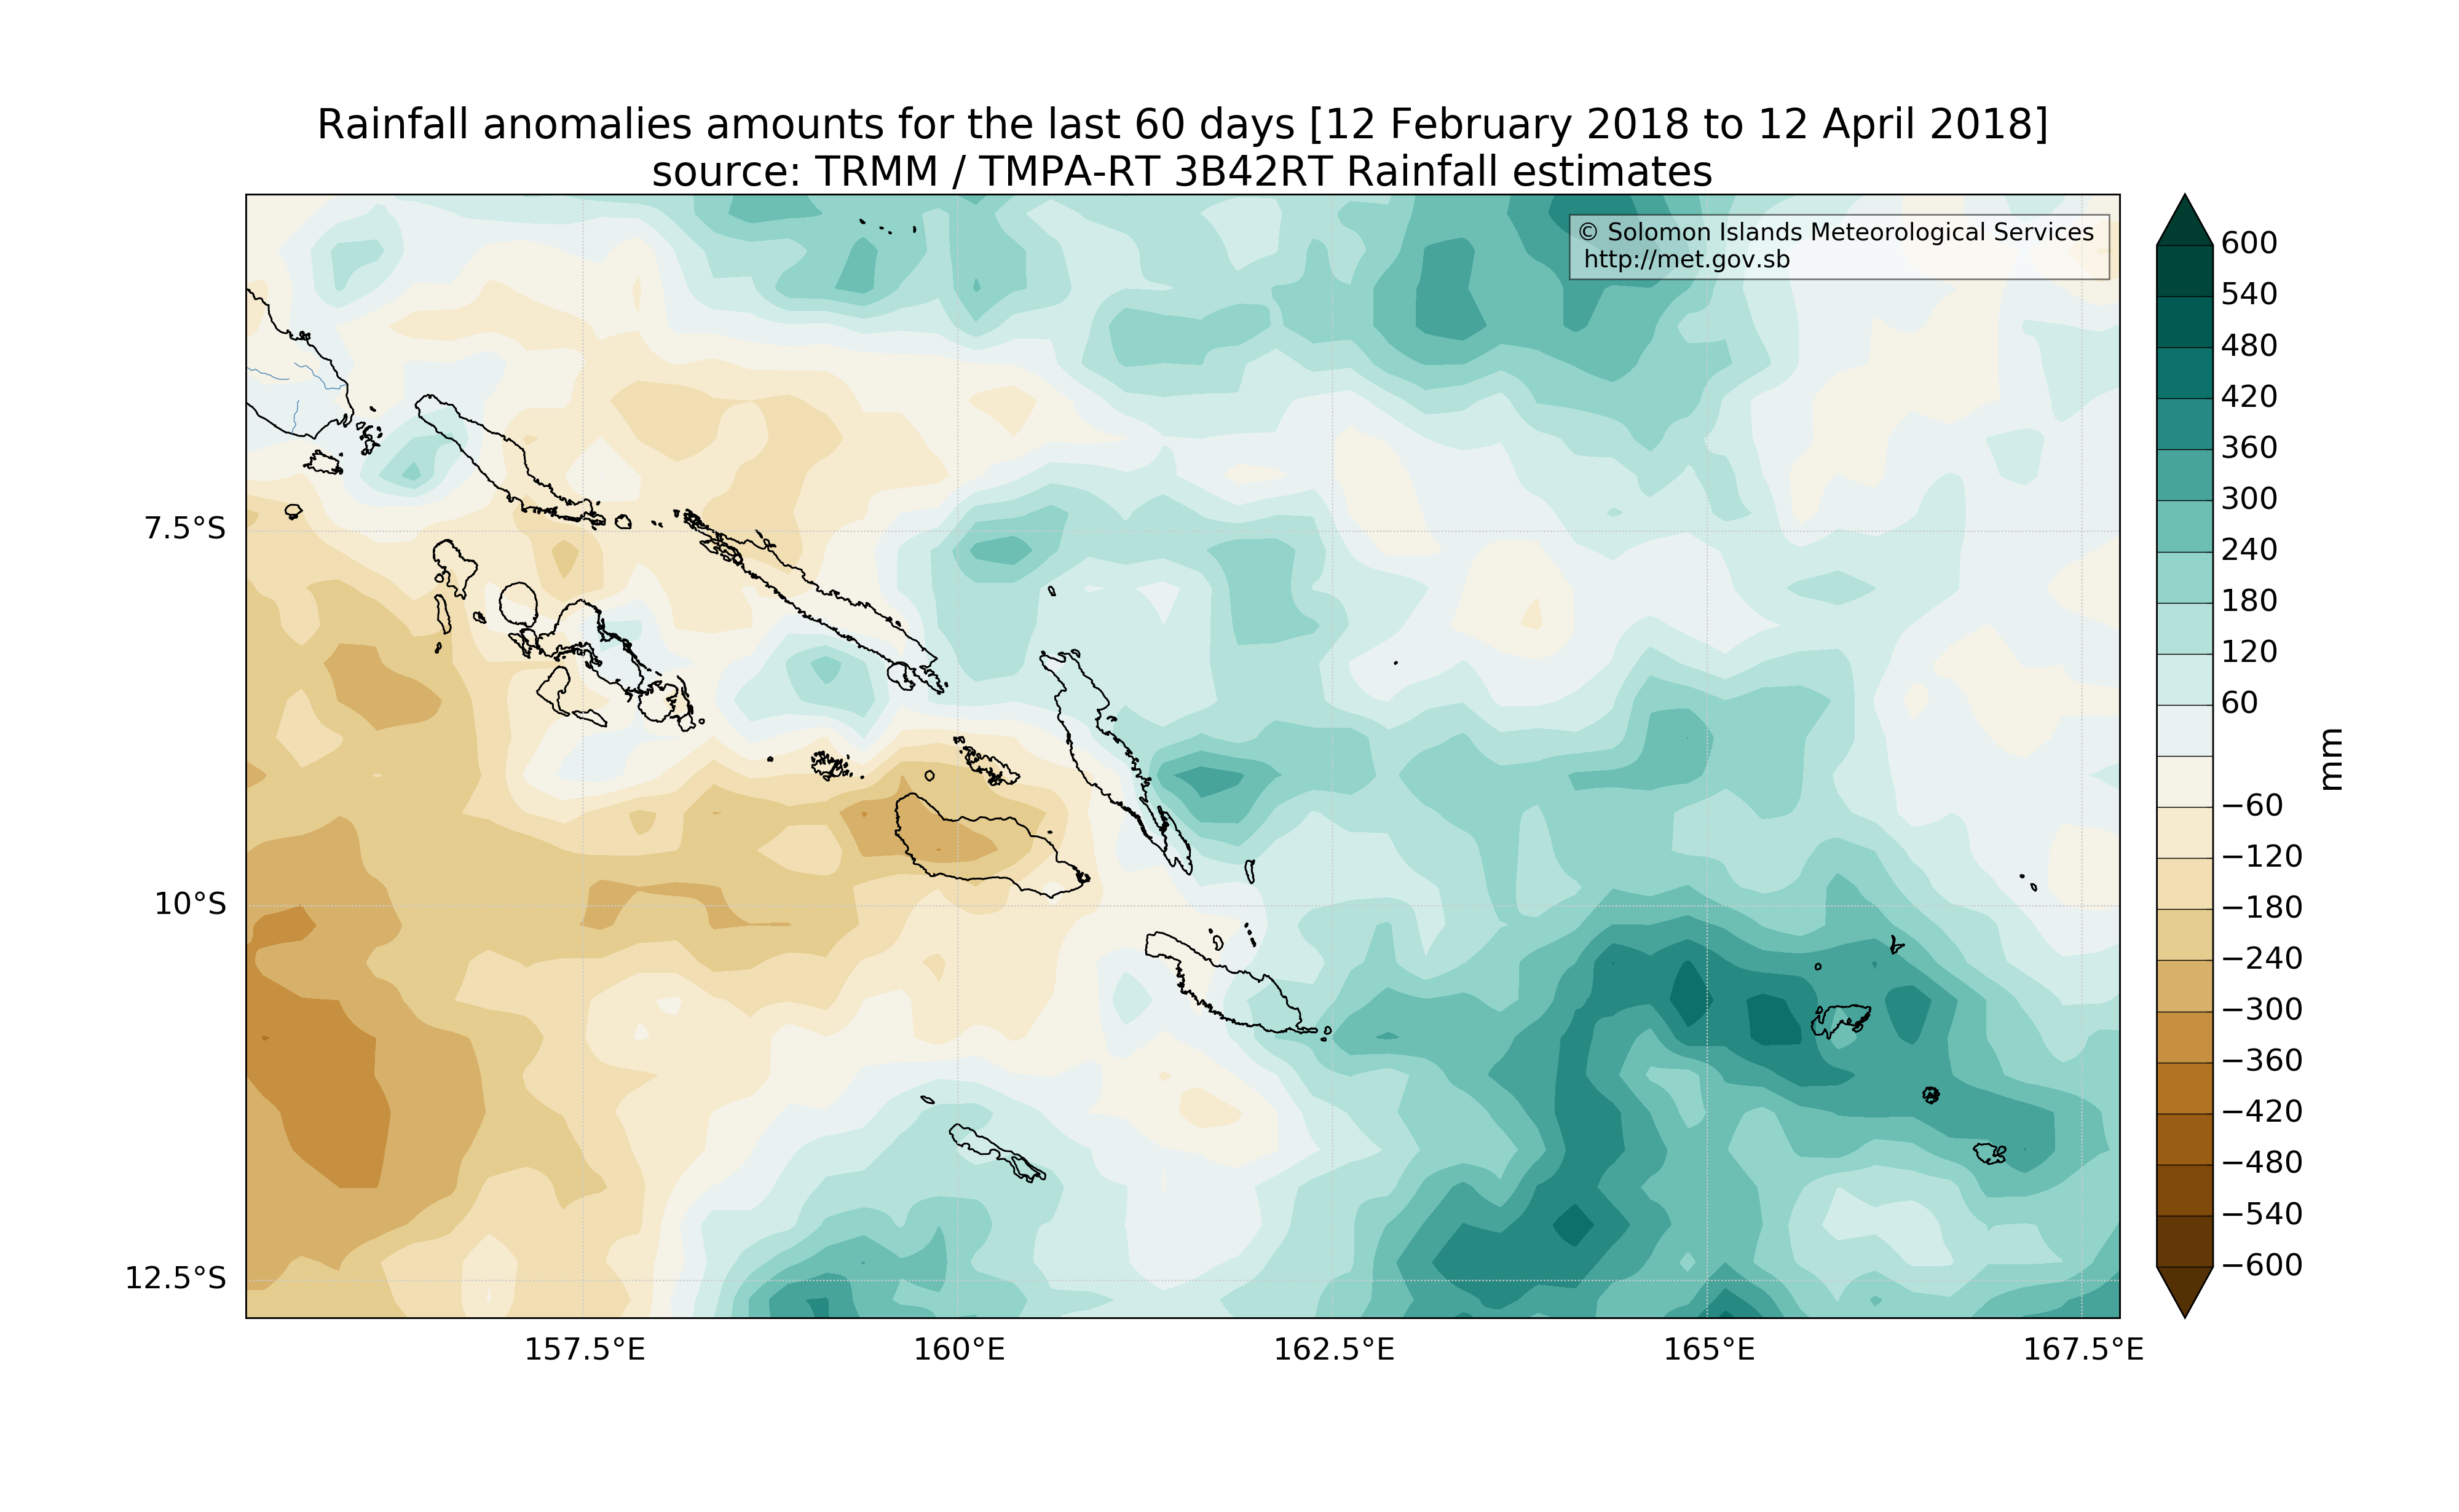 Rainfall anomalies amounts for the last 60 days [12 February 2018 to 12 April 2018]
source: TRMM / TMPA-RT 3B42RT Rainfall estimates
© Solomon Islands Meteorological Services
http://met.gov.sb
7.5°S
10°S
12.5°S
157.5°E
160°E
162.5°E
165°E
167.5°E
600
540
480
420
360
300
240
180
120
60
−60
−120
−180
−240
−300
−360
−420
−480
−540
−600
mm